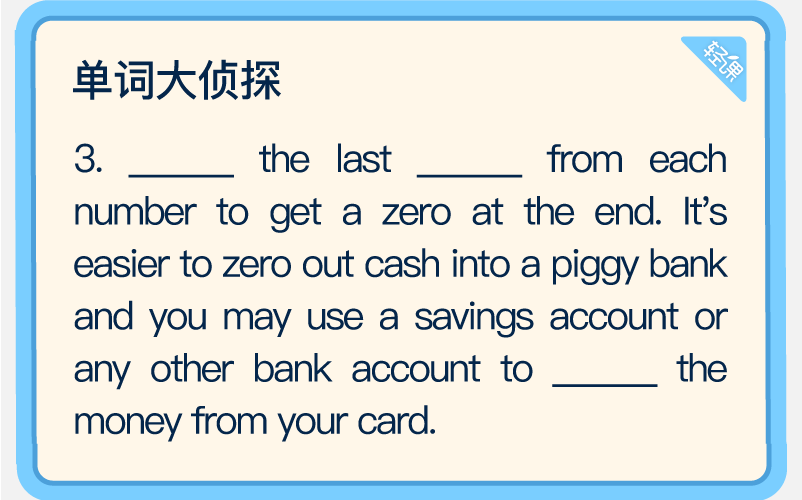 单词大侦探
轻课
3. ______ the last ______ from each
number to get a zero at the end. It’s
easier to zero out cash into a piggy bank
and you may use a savings account or
any other bank account to ______ the
money from your card.